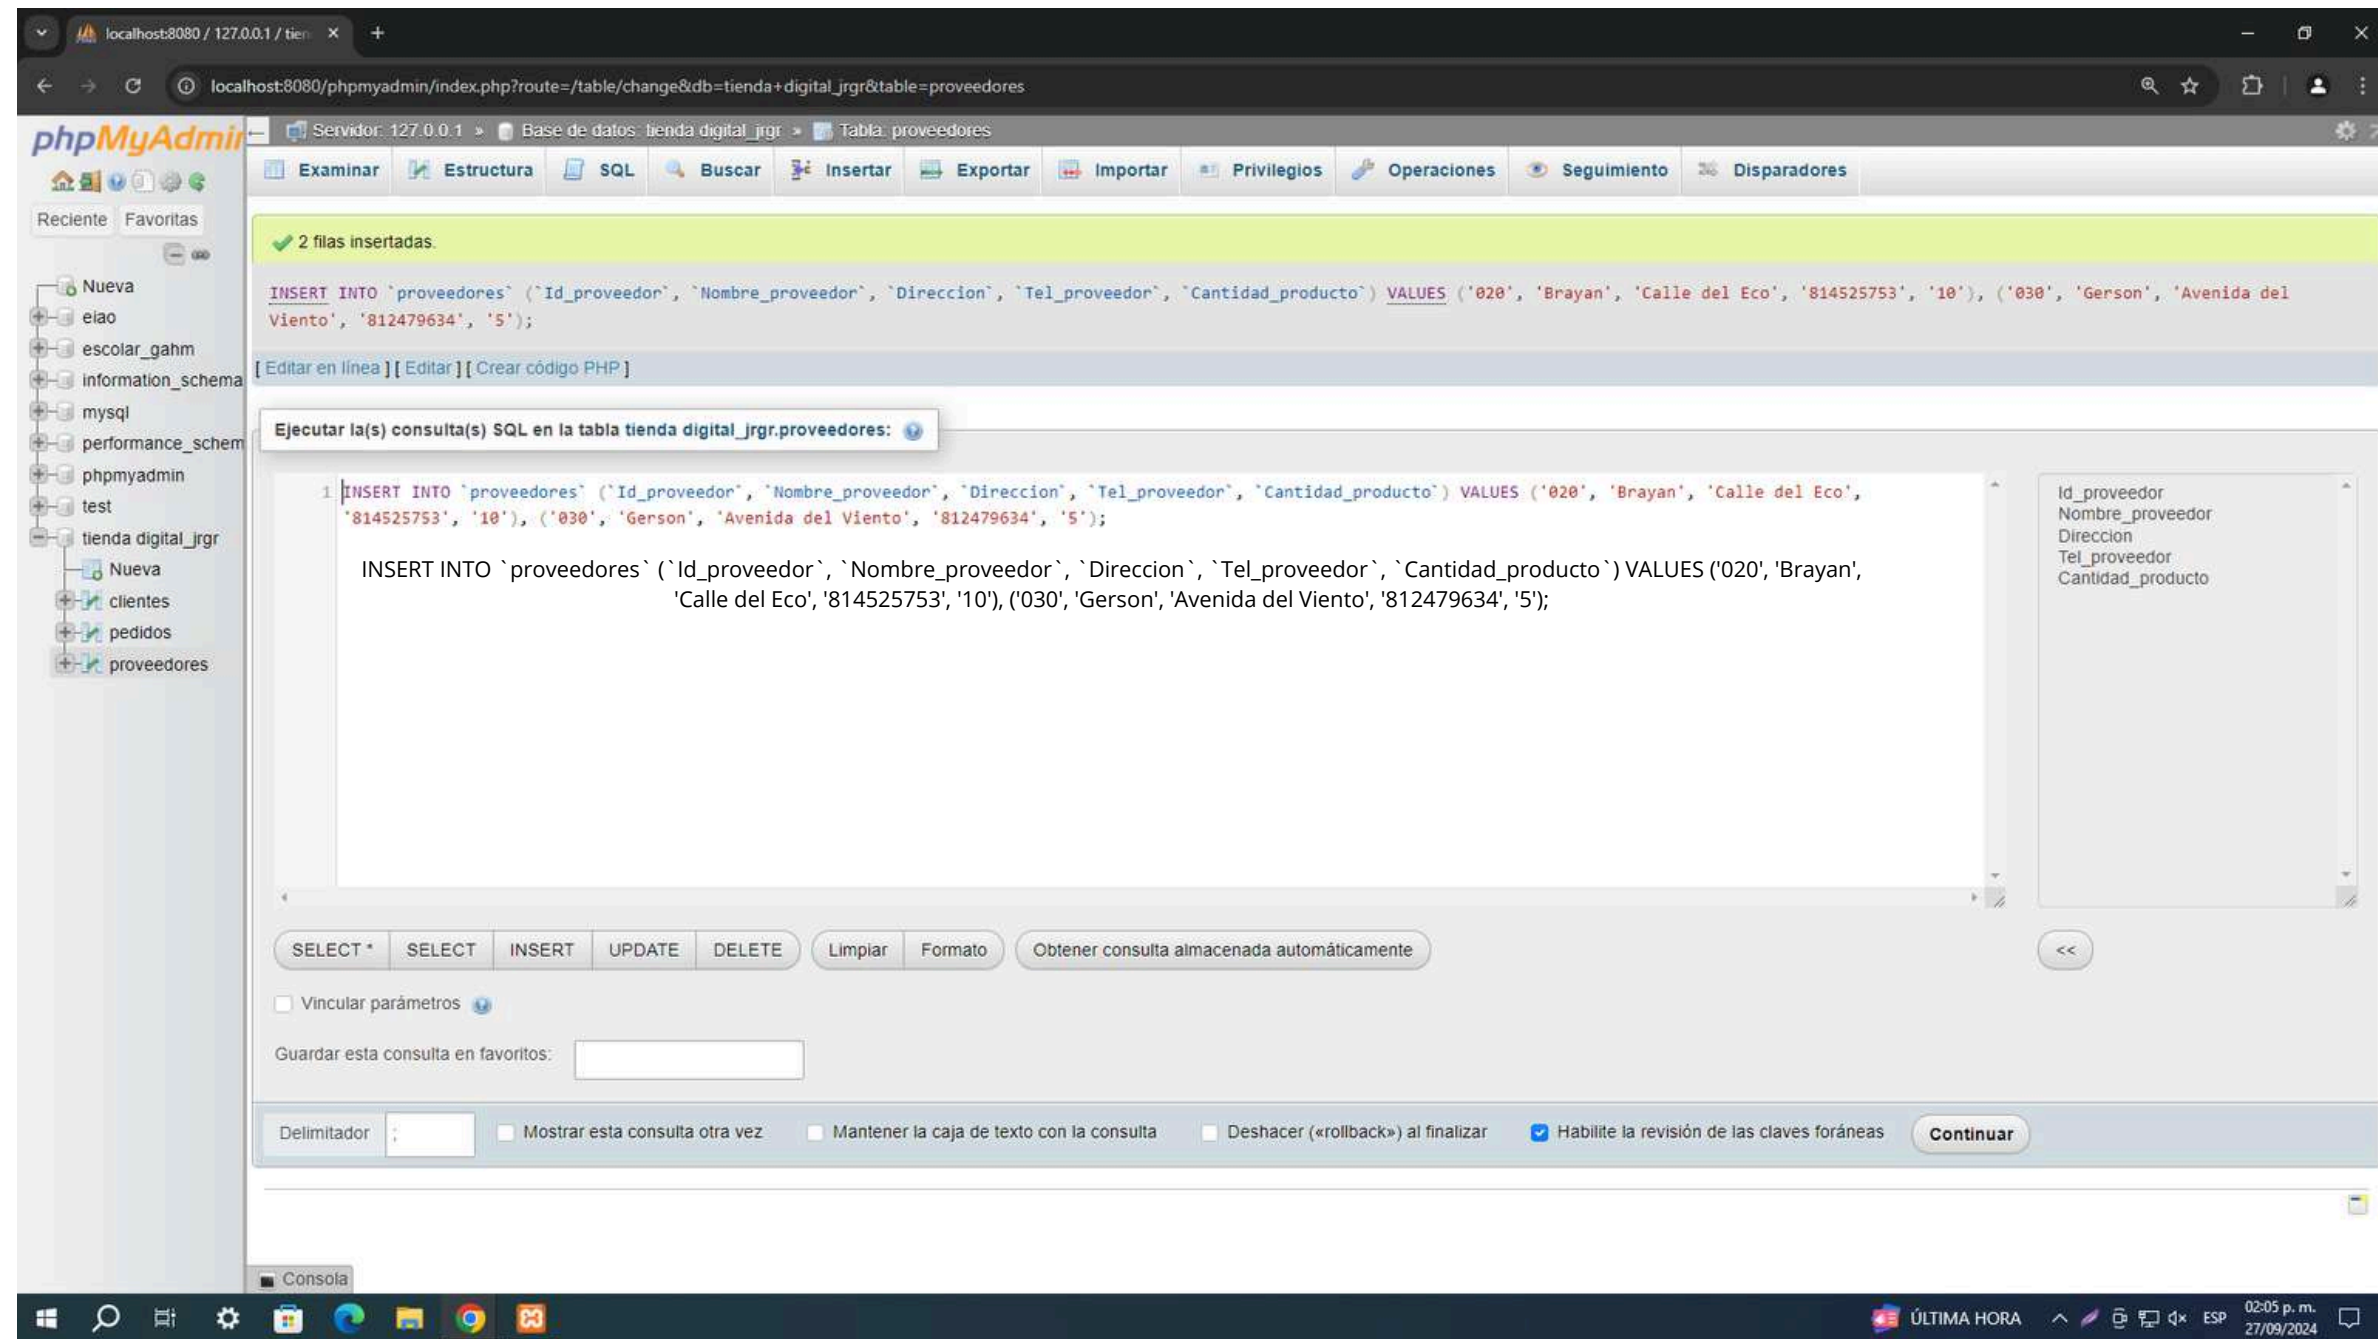 localhost:8080 / 127.0.0.1 / tien
localhost:8080/phpmyadmin/index.php?route=/table/change&db=tienda+digital_jrgr&table=proveedores
phpMyAdmin
Servidor: 127.0.0.1 » Base de datos: tienda digital_jrgr » Tabla: proveedores
Examinar Estructura SQL Buscar Insertar Exportar Importar Privilegios Operaciones Seguimiento Disparadores
Reciente Favoritas
Nueva
eiao
escolar_gahm
information_schema
mysql
performance_schem
phpmyadmin
test
tienda digital_jrgr
Nueva
clientes
pedidos
proveedores
2 filas insertadas.
INSERT INTO `proveedores` (`Id_proveedor`, `Nombre_proveedor`, `Direccion`, `Tel_proveedor`, `Cantidad_producto`) VALUES ('020', 'Brayan', 'Calle del Eco', '814525753', '10'), ('030', 'Gerson', 'Avenida del
Viento', '812479634', '5');
[ Editar en línea ] [ Editar ] [ Crear código PHP ]
Ejecutar la(s) consulta(s) SQL en la tabla tienda digital_jrgr.proveedores:
1 INSERT INTO `proveedores` (`Id_proveedor`, `Nombre_proveedor`, `Direccion`, `Tel_proveedor`, `Cantidad_producto`) VALUES ('020', 'Brayan', 'Calle del Eco',
'814525753', '10'), ('030', 'Gerson', 'Avenida del Viento', '812479634', '5');
INSERT INTO `proveedores` (`Id_proveedor`, `Nombre_proveedor`, `Direccion`, `Tel_proveedor`, `Cantidad_producto`) VALUES ('020', 'Brayan',
'Calle del Eco', '814525753', '10'), ('030', 'Gerson', 'Avenida del Viento', '812479634', '5');
Id_proveedor
Nombre_proveedor
Direccion
Tel_proveedor
Cantidad_producto
SELECT * SELECT INSERT UPDATE DELETE Limpiar Formato Obtener consulta almacenada automáticamente <<
Vincular parámetros
Guardar esta consulta en favoritos:
Delimitador ; Mostrar esta consulta otra vez Mantener la caja de texto con la consulta Deshacer («rollback») al finalizar Habilite la revisión de las claves foráneas Continuar
Consola
ÚLTIMA HORA ESP 02:05 p. m.
27/09/2024